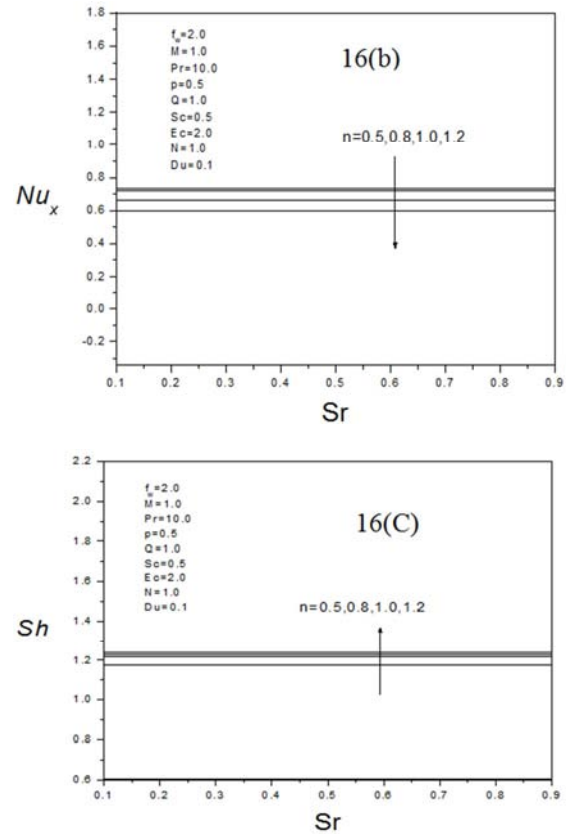 1.8
1.6
1.4
1.2
1.0
0.8
0.6
0.4
0.2
0.0
-0.2
Nu_x
f_w=2.0
M=1.0
Pr=10.0
p=0.5
Q=1.0
Sc=0.5
Ec=2.0
N=1.0
Du=0.1
16(b)
n=0.5,0.8,1.0,1.2
0.1 0.2 0.3 0.4 0.5 0.6 0.7 0.8 0.9
Sr
2.2
2.0
1.8
1.6
1.4
1.2
1.0
0.8
0.6
Sh
f_w=2.0
M=1.0
Pr=10.0
p=0.5
Q=1.0
Sc=0.5
Ec=2.0
N=1.0
Du=0.1
16(C)
n=0.5,0.8,1.0,1.2
0.1 0.2 0.3 0.4 0.5 0.6 0.7 0.8 0.9
Sr